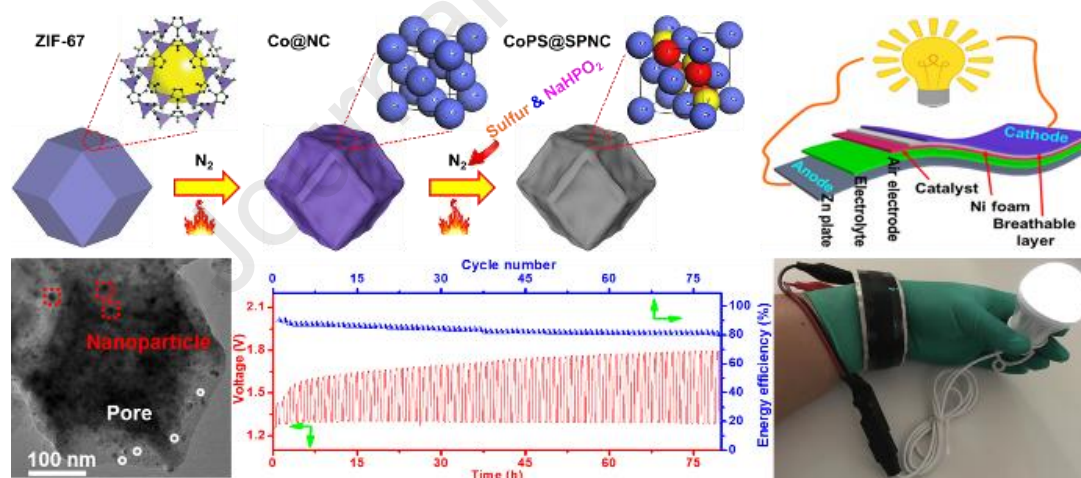 ZIF-67
Co@NC
CoPS@SPNC
Sulfur & NaHPO2
N2
N2
Cathode
Anode
Zn plate
Electrolyte
Air electrode
Catalyst
Ni foam
Breathable
layer
Nanoparticle
Pore
100 nm
Cycle number
0 15 30 45 60 75
2.1
1.8
1.5
1.2
Voltage (V)
100
80
60
40
20
0
Energy efficiency (%)
0 15 30 45 60 75
Time (h)